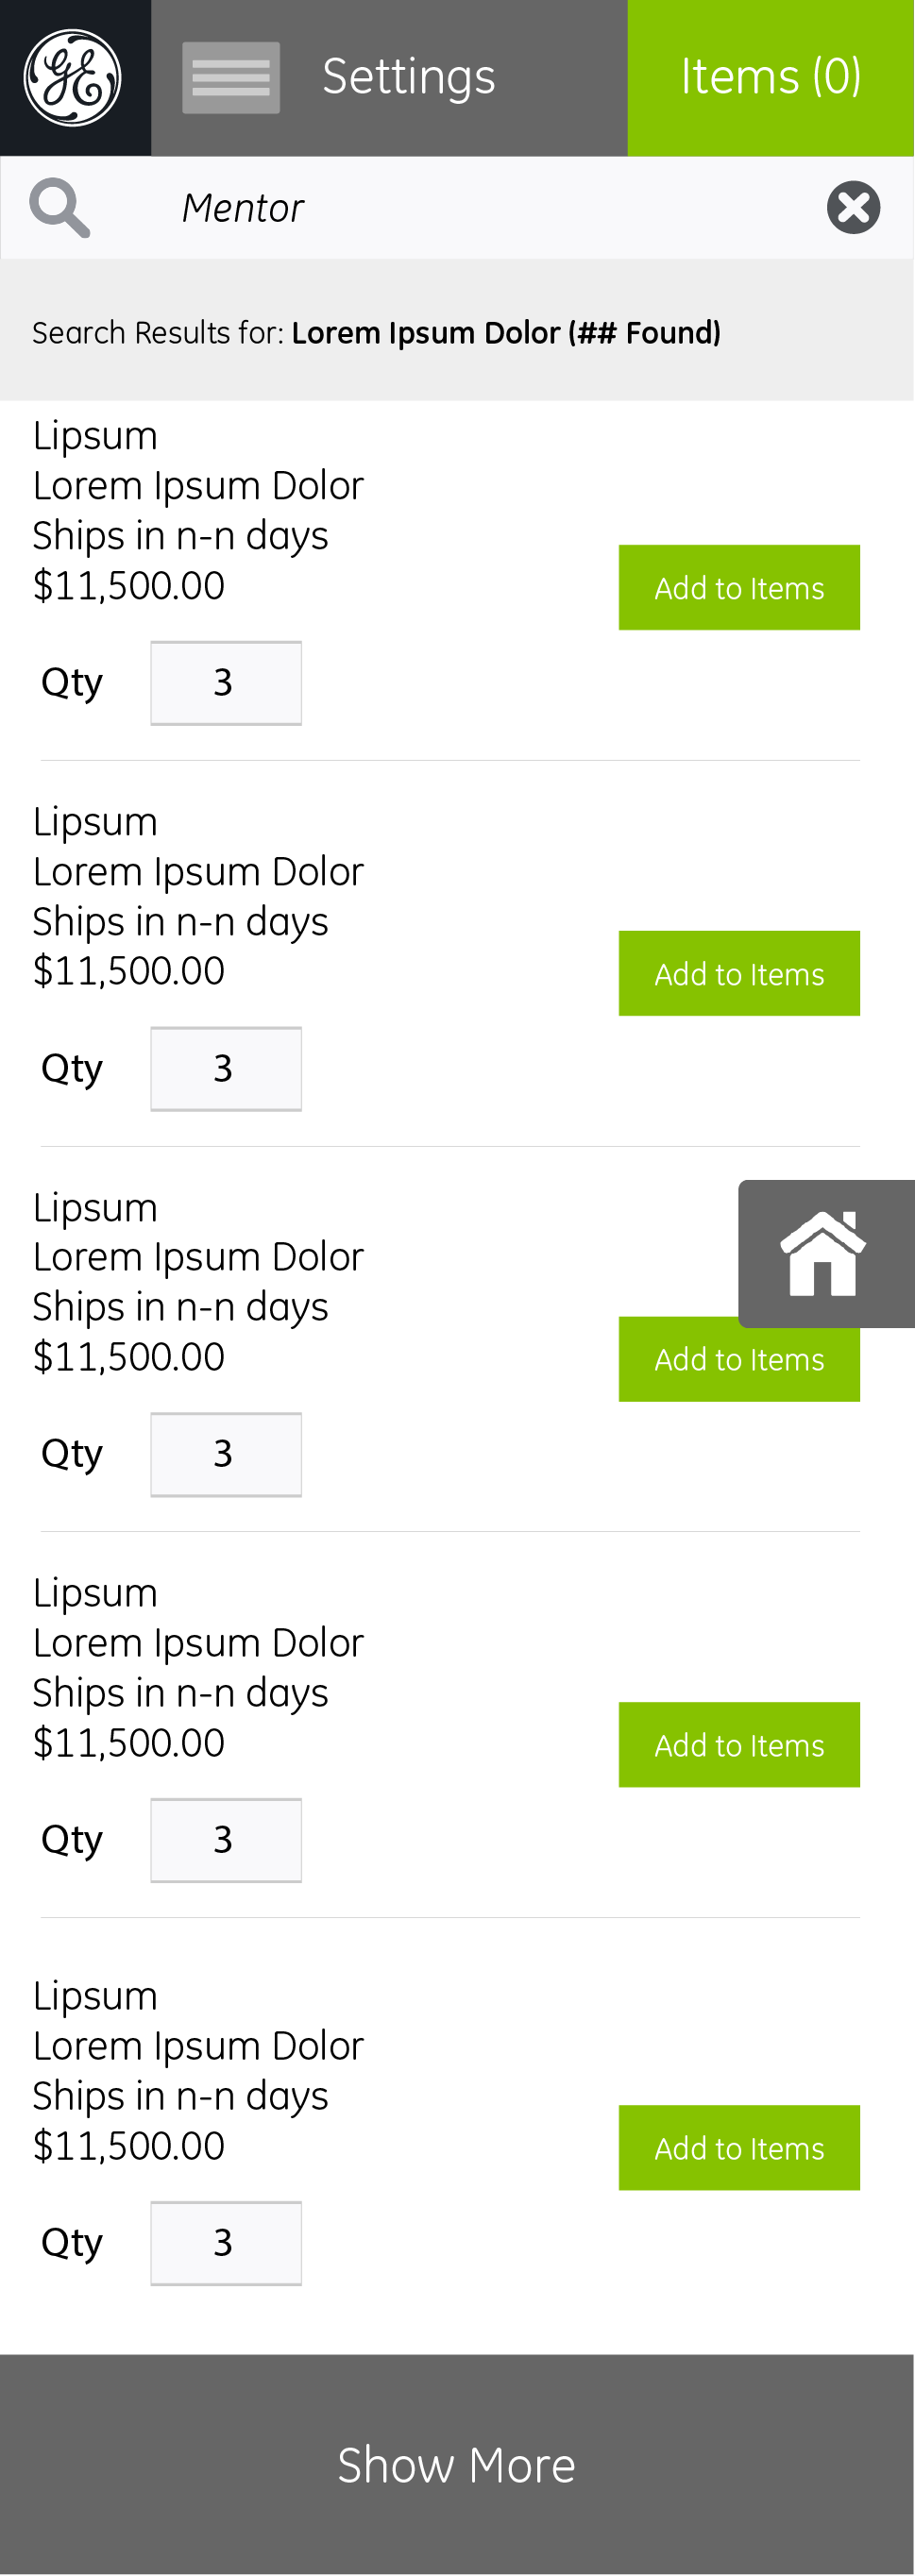 GE
Settings
Items (0)
Mentor
Search Results for: Lorem Ipsum Dolor (## Found)
Lipsum
Lorem Ipsum Dolor
Ships in n-n days
$11,500.00
Add to Items
Qty 3
Lipsum
Lorem Ipsum Dolor
Ships in n-n days
$11,500.00
Add to Items
Qty 3
Lipsum
Lorem Ipsum Dolor
Ships in n-n days
$11,500.00
Add to Items
Qty 3
Lipsum
Lorem Ipsum Dolor
Ships in n-n days
$11,500.00
Add to Items
Qty 3
Lipsum
Lorem Ipsum Dolor
Ships in n-n days
$11,500.00
Add to Items
Qty 3
Show More